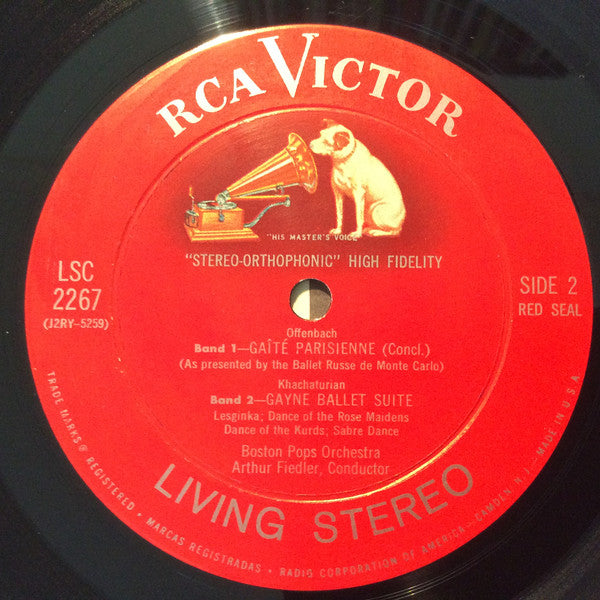 RCA VICTOR
"HIS MASTER'S VOICE"
"STEREO-ORTHOPHONIC" HIGH FIDELITY
LSC
2267
(J2RY-5259)
SIDE 2
RED SEAL
Offenbach
Band 1—GAÎTÉ PARISIENNE (Concl.)
(As presented by the Ballet Russe de Monte Carlo)
Khachaturian
Band 2—GAYNE BALLET SUITE
Lesginka; Dance of the Rose Maidens
Dance of the Kurds; Sabre Dance
Boston Pops Orchestra
Arthur Fiedler, Conductor
LIVING STEREO
TRADE MARKS® REGISTERED • MARCAS REGISTRADAS • RADIO CORPORATION OF AMERICA—CAMDEN, N. J.—MADE IN U.S.A.